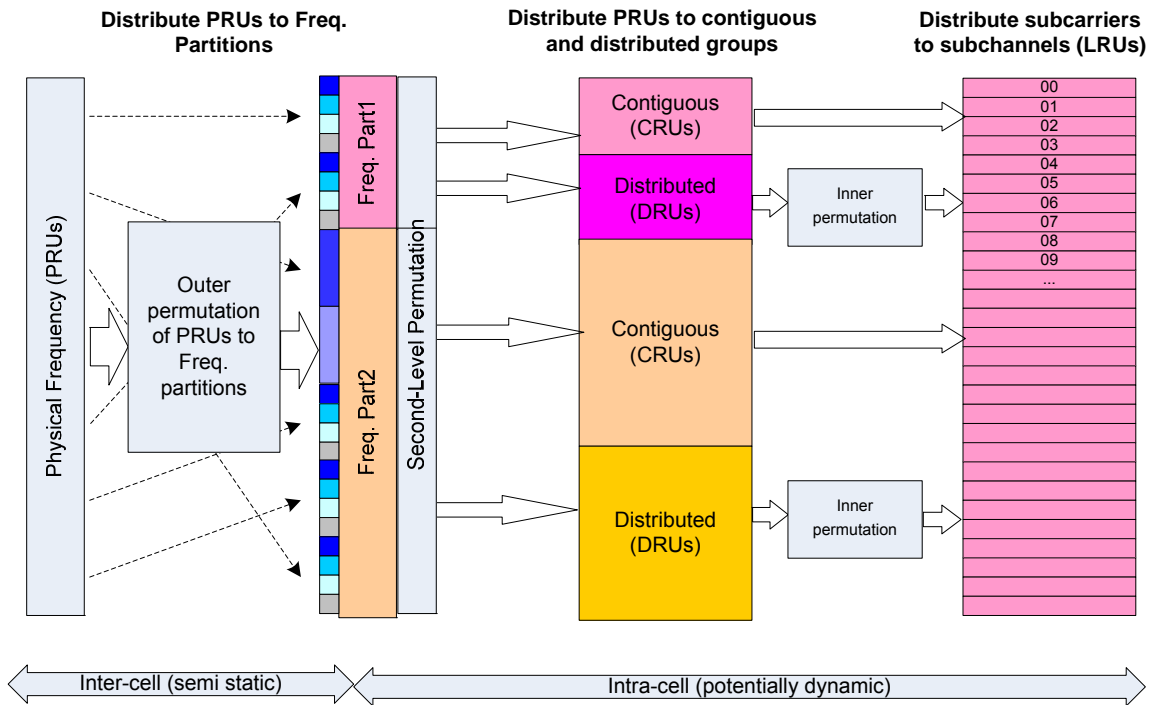 Distribute PRUs to Freq.
Partitions
Distribute PRUs to contiguous
and distributed groups
Distribute subcarriers
to subchannels (LRUs)
Physical Frequency (PRUs)
Outer
permutation
of PRUs to
Freq.
partitions
Freq. Part1
Freq. Part2
Second-Level Permutation
Contiguous
(CRUs)
Distributed
(DRUs)
Contiguous
(CRUs)
Distributed
(DRUs)
Inner
permutation
Inner
permutation
00
01
02
03
04
05
06
07
08
09
...
Inter-cell (semi static)
Intra-cell (potentially dynamic)